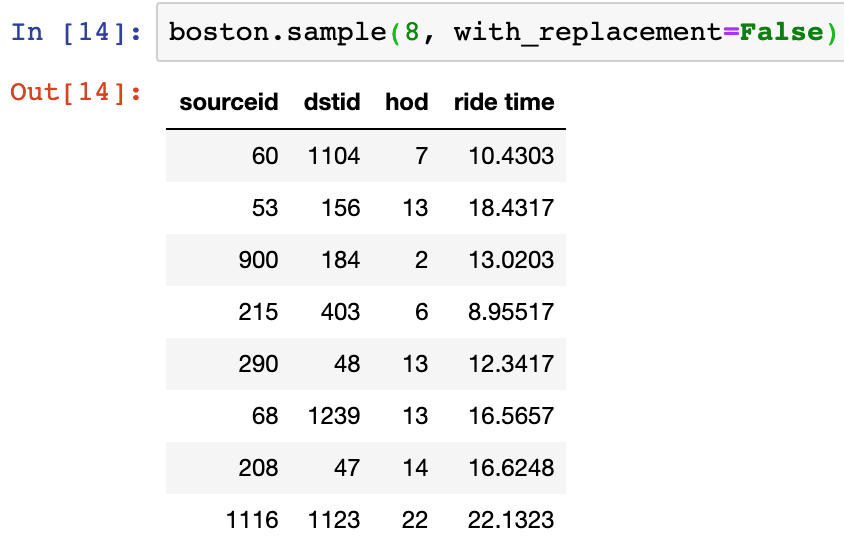 In [14]: boston.sample(8, with_replacement=False)
Out[14]:
sourceid dstid hod ride time
60 1104 7 10.4303
53 156 13 18.4317
900 184 2 13.0203
215 403 6 8.95517
290 48 13 12.3417
68 1239 13 16.5657
208 47 14 16.6248
1116 1123 22 22.1323